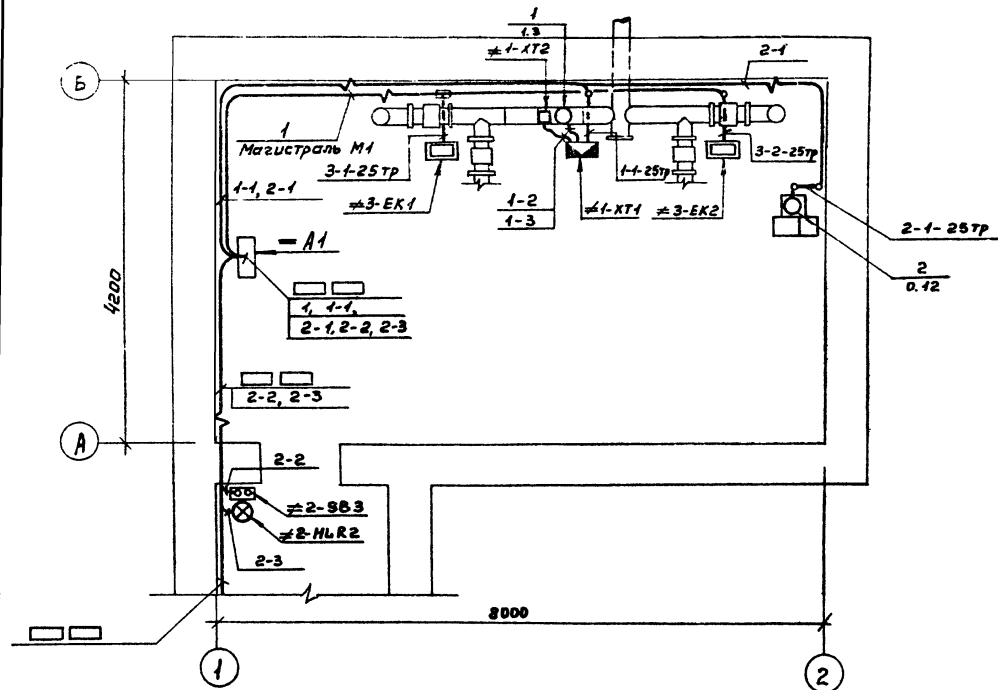 1
1.3
≠1-XT2
2-1
Б
1
Магистраль М1
3-1-25тр
1-1-25тр
3-2-25тр
1-1, 2-1
≠3-EK1
1-2
1-3
≠1-XT1
≠3-EK2
2-1-25тр
2
0.12
-A1
1, 1-1,
2-1, 2-2, 2-3
4200
2-2, 2-3
А
2-2
≠2-SB3
≠2-HLR2
2-3
8000
1
2